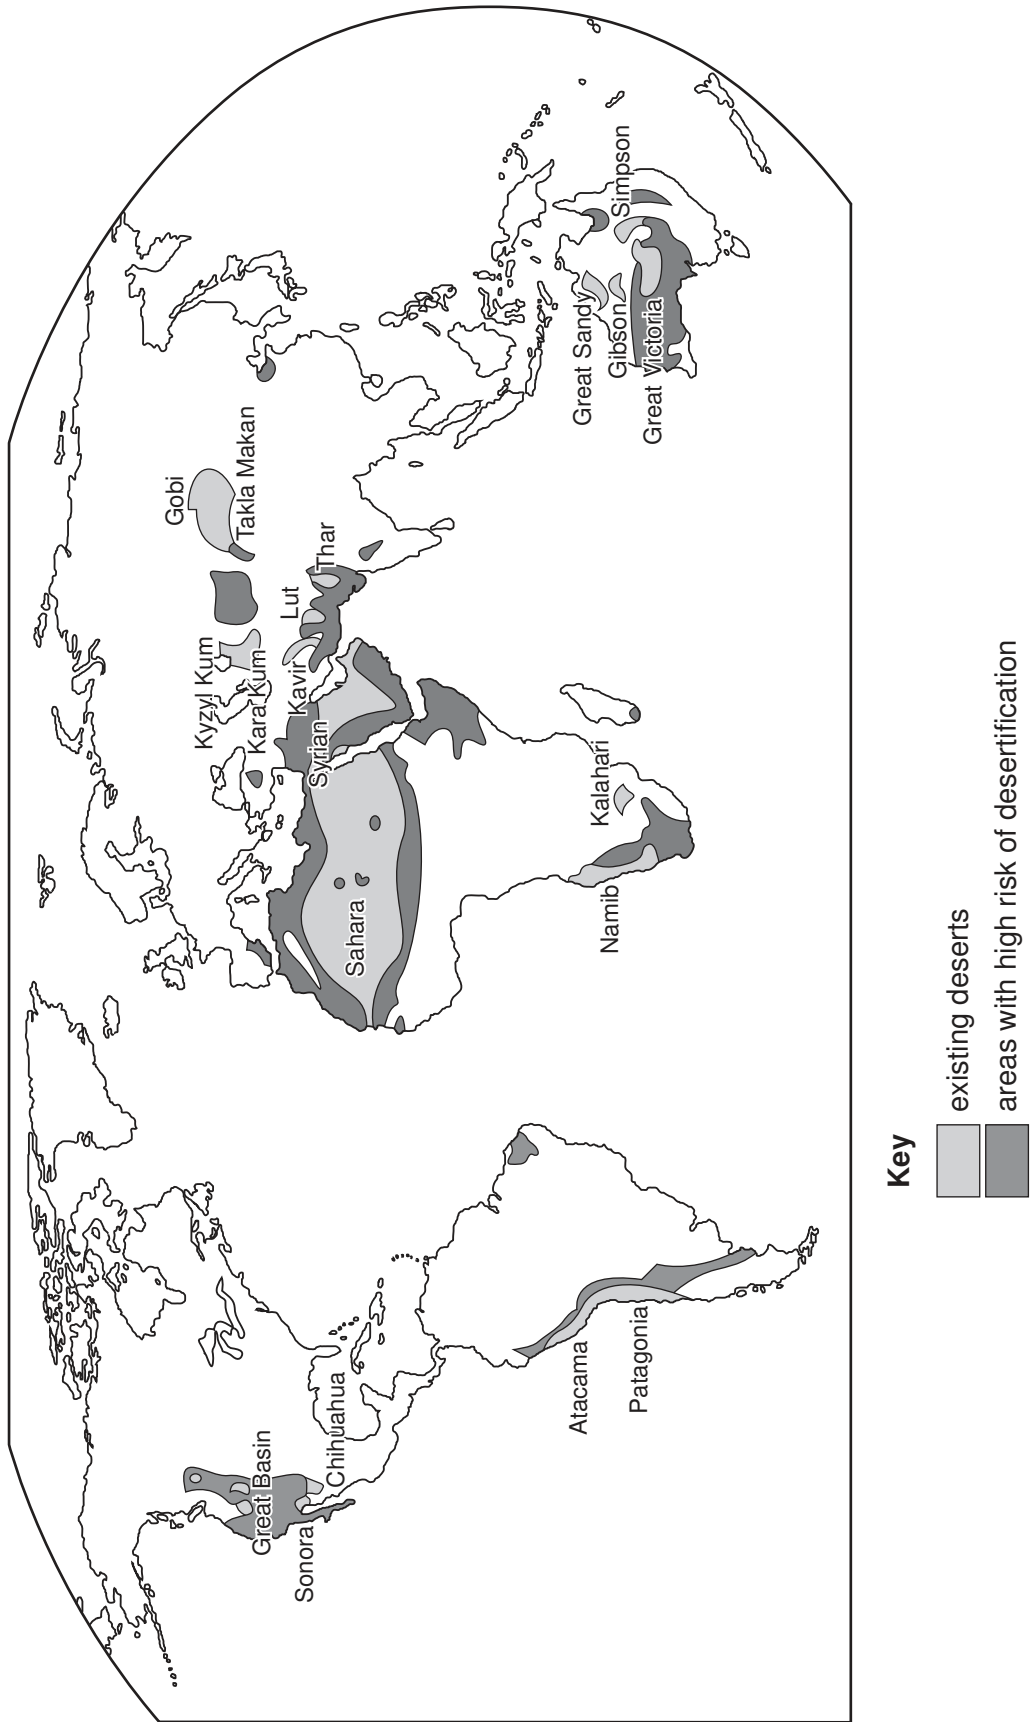 Great Basin
Sonora
Chihuahua
Atacama
Patagonia
Sahara
Namib
Kalahari
Syrian
Kyzyl Kum
Kara Kum
Kavir
Lut
Thar
Gobi
Takla Makan
Great Sandy
Gibson
Great Victoria
Simpson
Key
existing deserts
areas with high risk of desertification